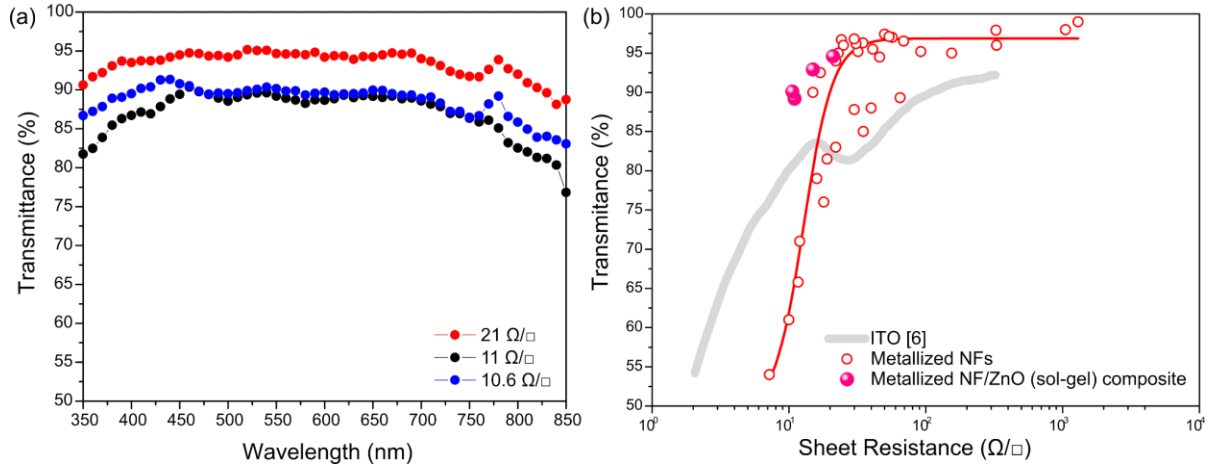 (a)
100
95
90
85
80
75
70
65
60
55
50
Transmittance (%)
350 400 450 500 550 600 650 700 750 800 850
Wavelength (nm)
21 Ω/□
11 Ω/□
10.6 Ω/□
(b)
100
95
90
85
80
75
70
65
60
55
50
Transmitance (%)
10⁰ 10¹ 10² 10³ 10⁴
Sheet Resistance (Ω/□)
ITO [6]
Metallized NFs
Metallized NF/ZnO (sol-gel) composite